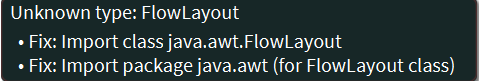 Unknown type: FlowLayout
• Fix: Import class java.awt.FlowLayout
• Fix: Import package java.awt (for FlowLayout class)